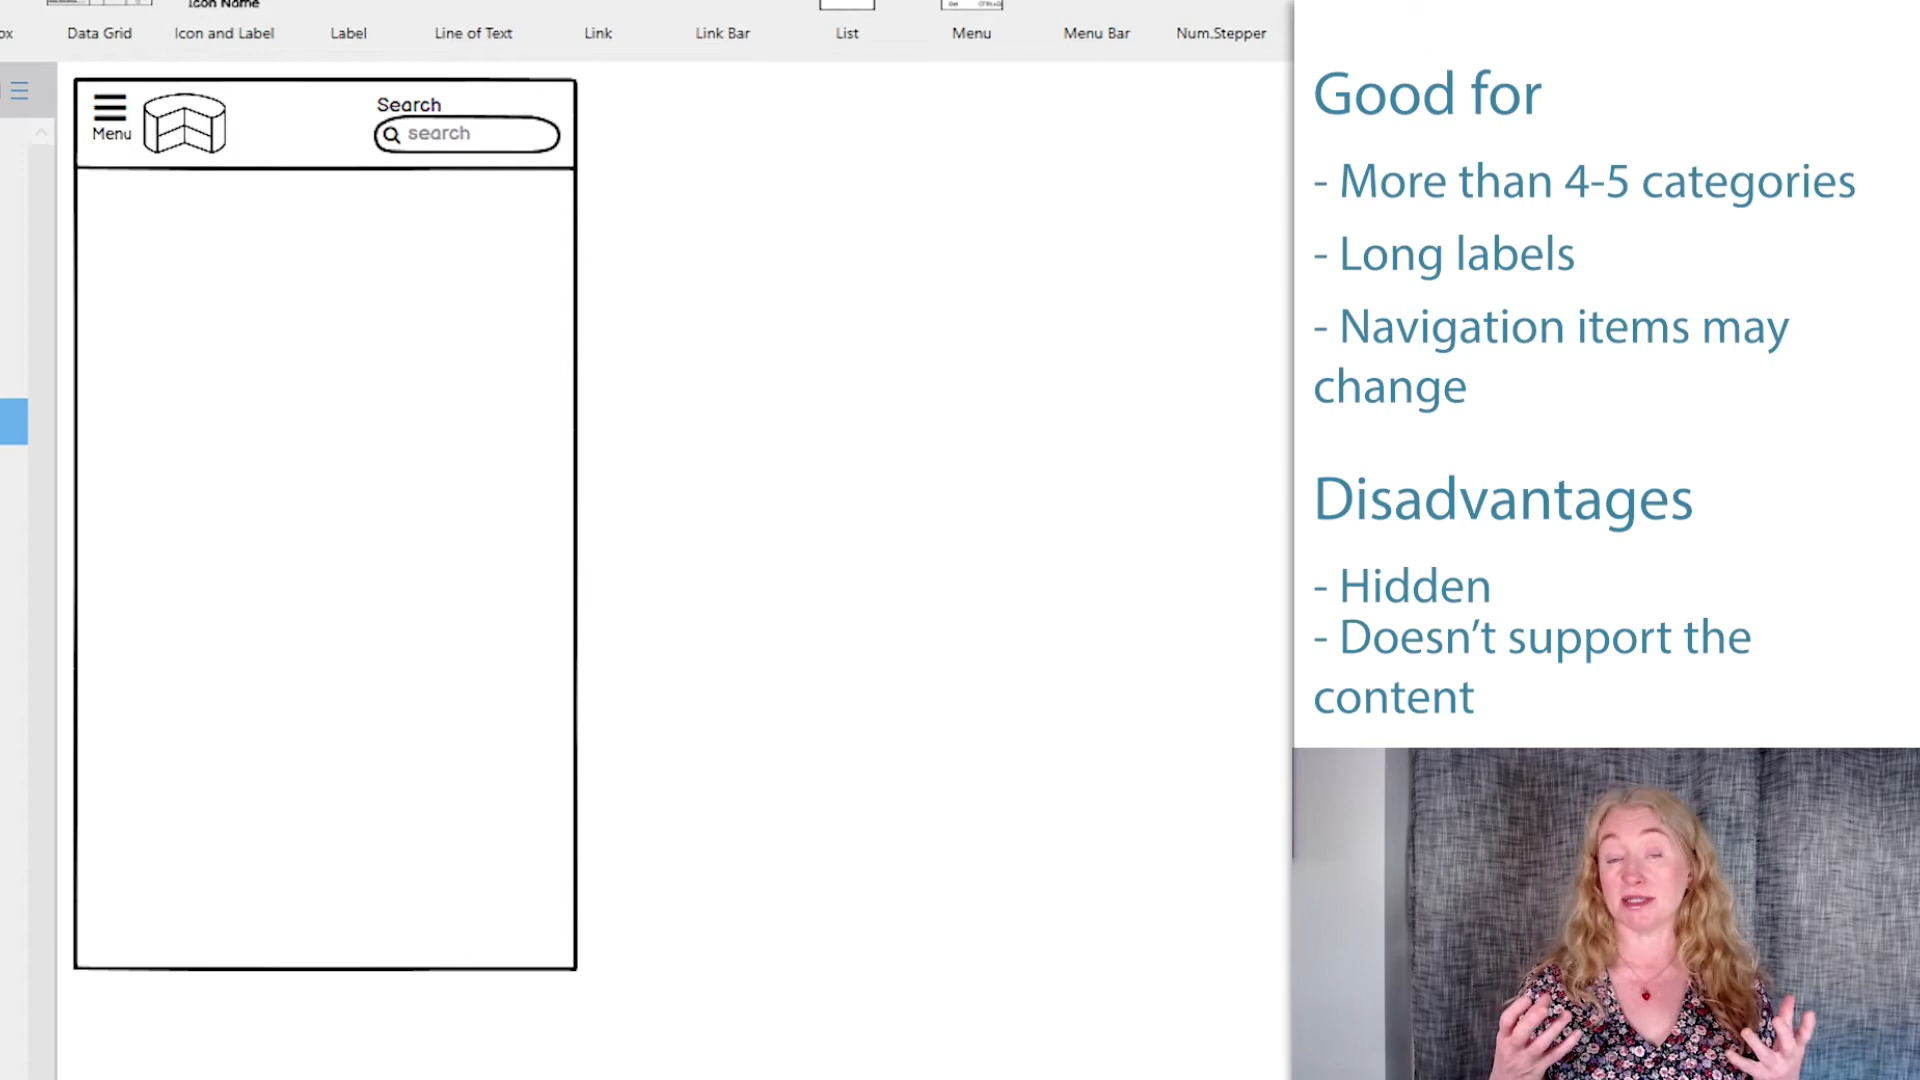 Icon Name
ox Data Grid Icon and Label Label Line of Text Link Link Bar List Menu Menu Bar Num.Stepper
Menu
Search
search
Good for
- More than 4-5 categories
- Long labels
- Navigation items may
change
Disadvantages
- Hidden
- Doesn’t support the
content